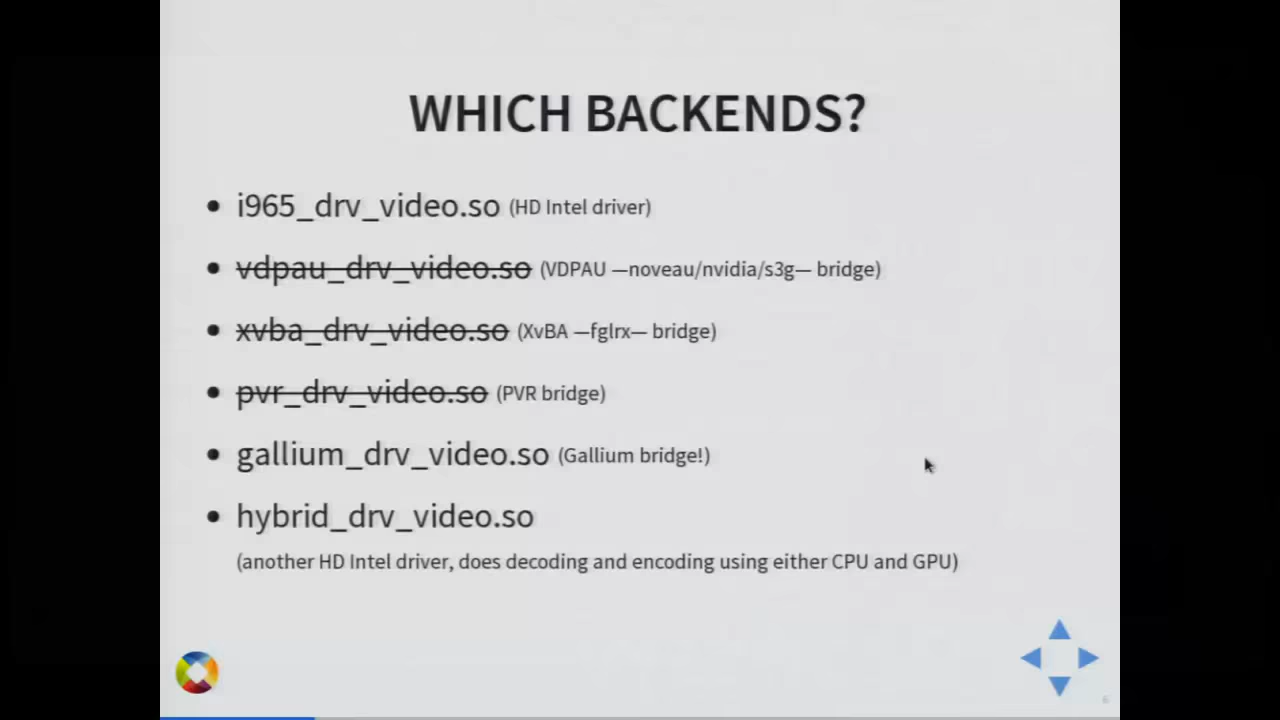 WHICH BACKENDS?
i965_drv_video.so (HD Intel driver)
vdpau_drv_video.so (VDPAU —noveau/nvidia/s3g— bridge)
xvba_drv_video.so (XvBA —fglrx— bridge)
pvr_drv_video.so (PVR bridge)
gallium_drv_video.so (Gallium bridge!)
hybrid_drv_video.so
(another HD Intel driver, does decoding and encoding using either CPU and GPU)
6